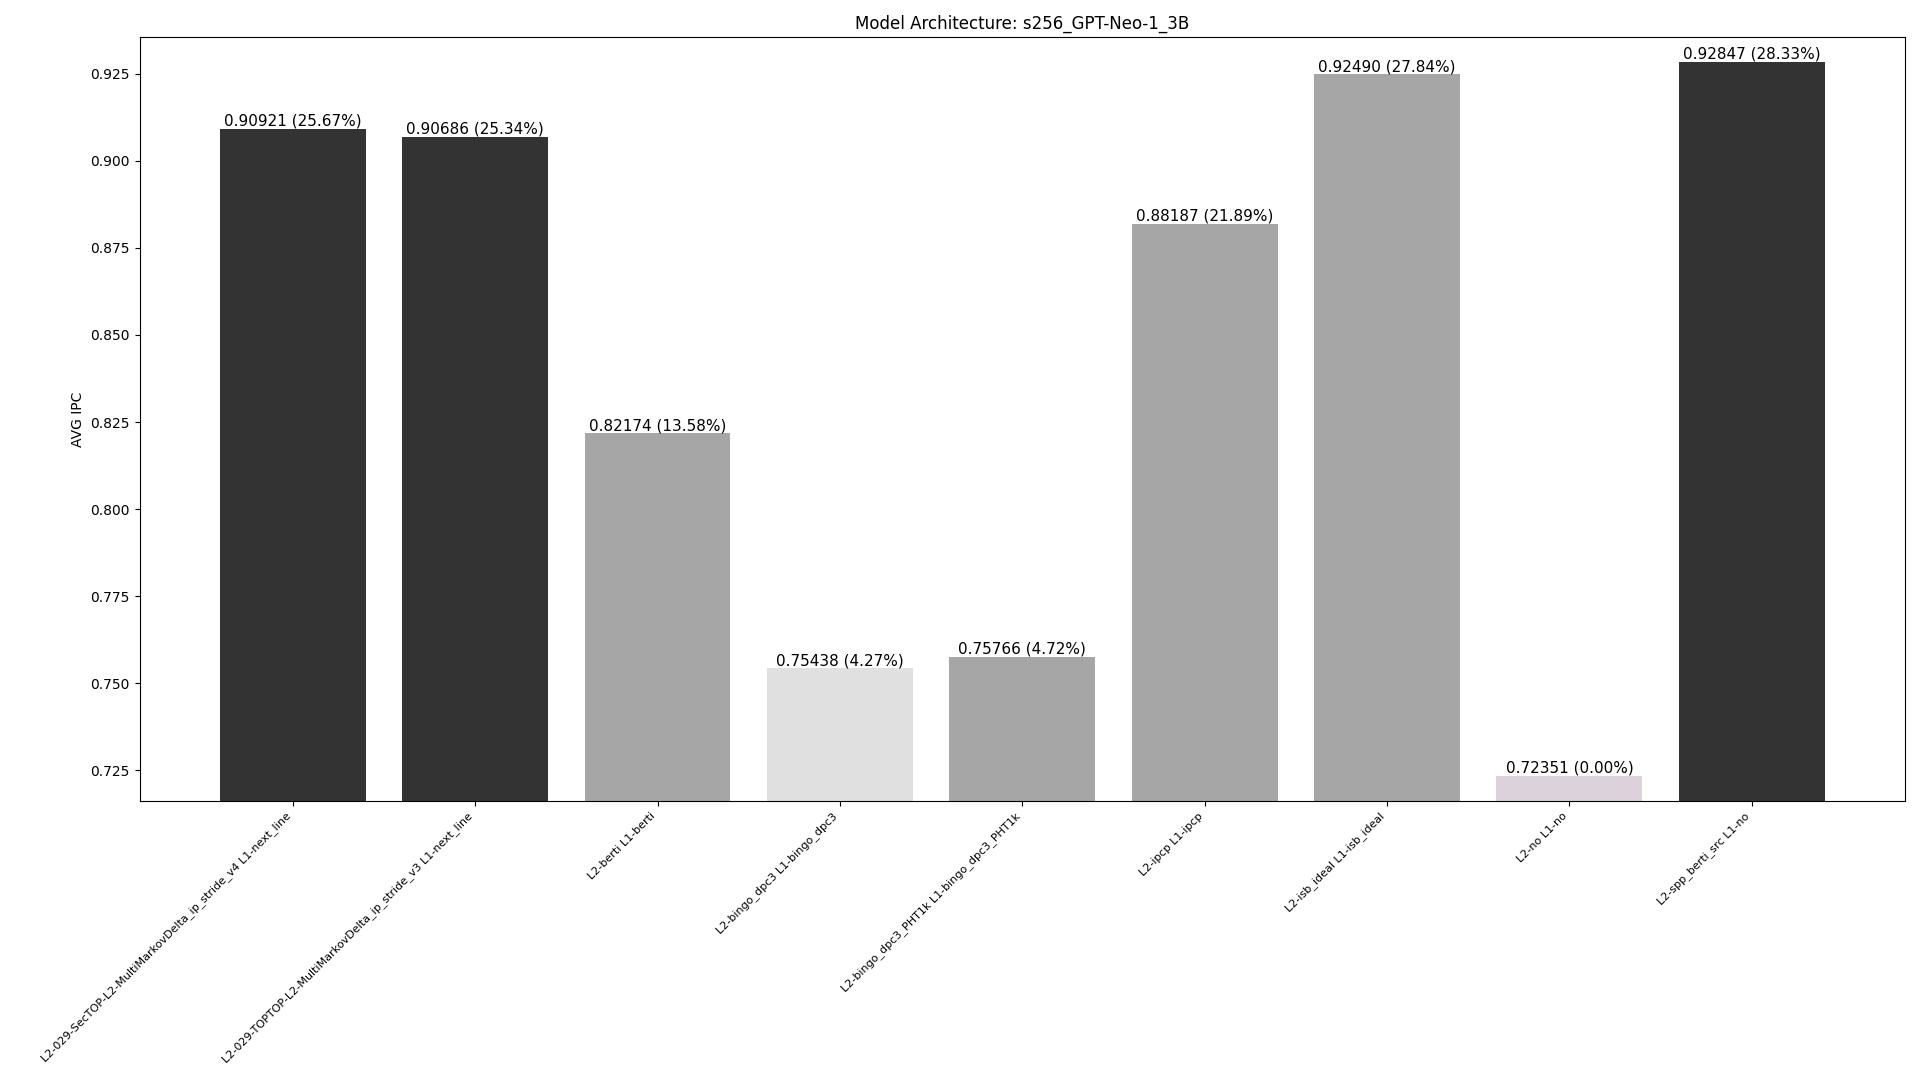 Model Architecture: s256_GPT-Neo-1_3B
AVG IPC
0.925
0.900
0.875
0.850
0.825
0.800
0.775
0.750
0.725
0.90921 (25.67%)
0.90686 (25.34%)
0.82174 (13.58%)
0.75438 (4.27%)
0.75766 (4.72%)
0.88187 (21.89%)
0.92490 (27.84%)
0.72351 (0.00%)
0.92847 (28.33%)
L2-029-SecTOP-L2-MultiMarkovDelta_ip_stride_v4 L1-next_line
L2-029-TOPTOP-L2-MultiMarkovDelta_ip_stride_v3 L1-next_line
L2-berti L1-berti
L2-bingo_dpc3 L1-bingo_dpc3
L2-bingo_dpc3_PHT1k L1-bingo_dpc3_PHT1k
L2-ipcp L1-ipcp
L2-isb_ideal L1-isb_ideal
L2-no L1-no
L2-spp_berti_src L1-no